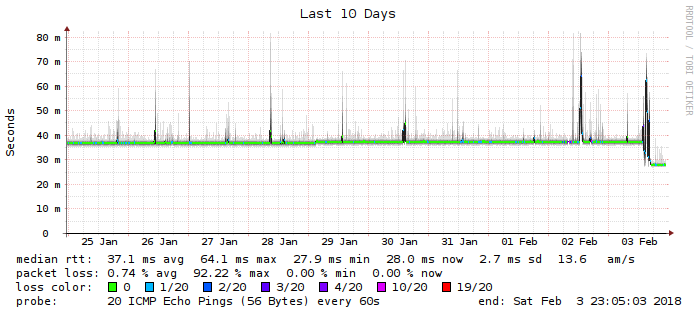 Last 10 Days
RRDTOOL / TOBI OETIKER
Seconds
80 m
70 m
60 m
50 m
40 m
30 m
20 m
10 m
0
25 Jan 26 Jan 27 Jan 28 Jan 29 Jan 30 Jan 31 Jan 01 Feb 02 Feb 03 Feb
median rtt: 37.1 ms avg 64.1 ms max 27.9 ms min 28.0 ms now 2.7 ms sd 13.6 am/s
packet loss: 0.74 % avg 92.22 % max 0.00 % min 0.00 % now
loss color: 0 1/20 2/20 3/20 4/20 10/20 19/20
probe: 20 ICMP Echo Pings (56 Bytes) every 60s end: Sat Feb 3 23:05:03 2018